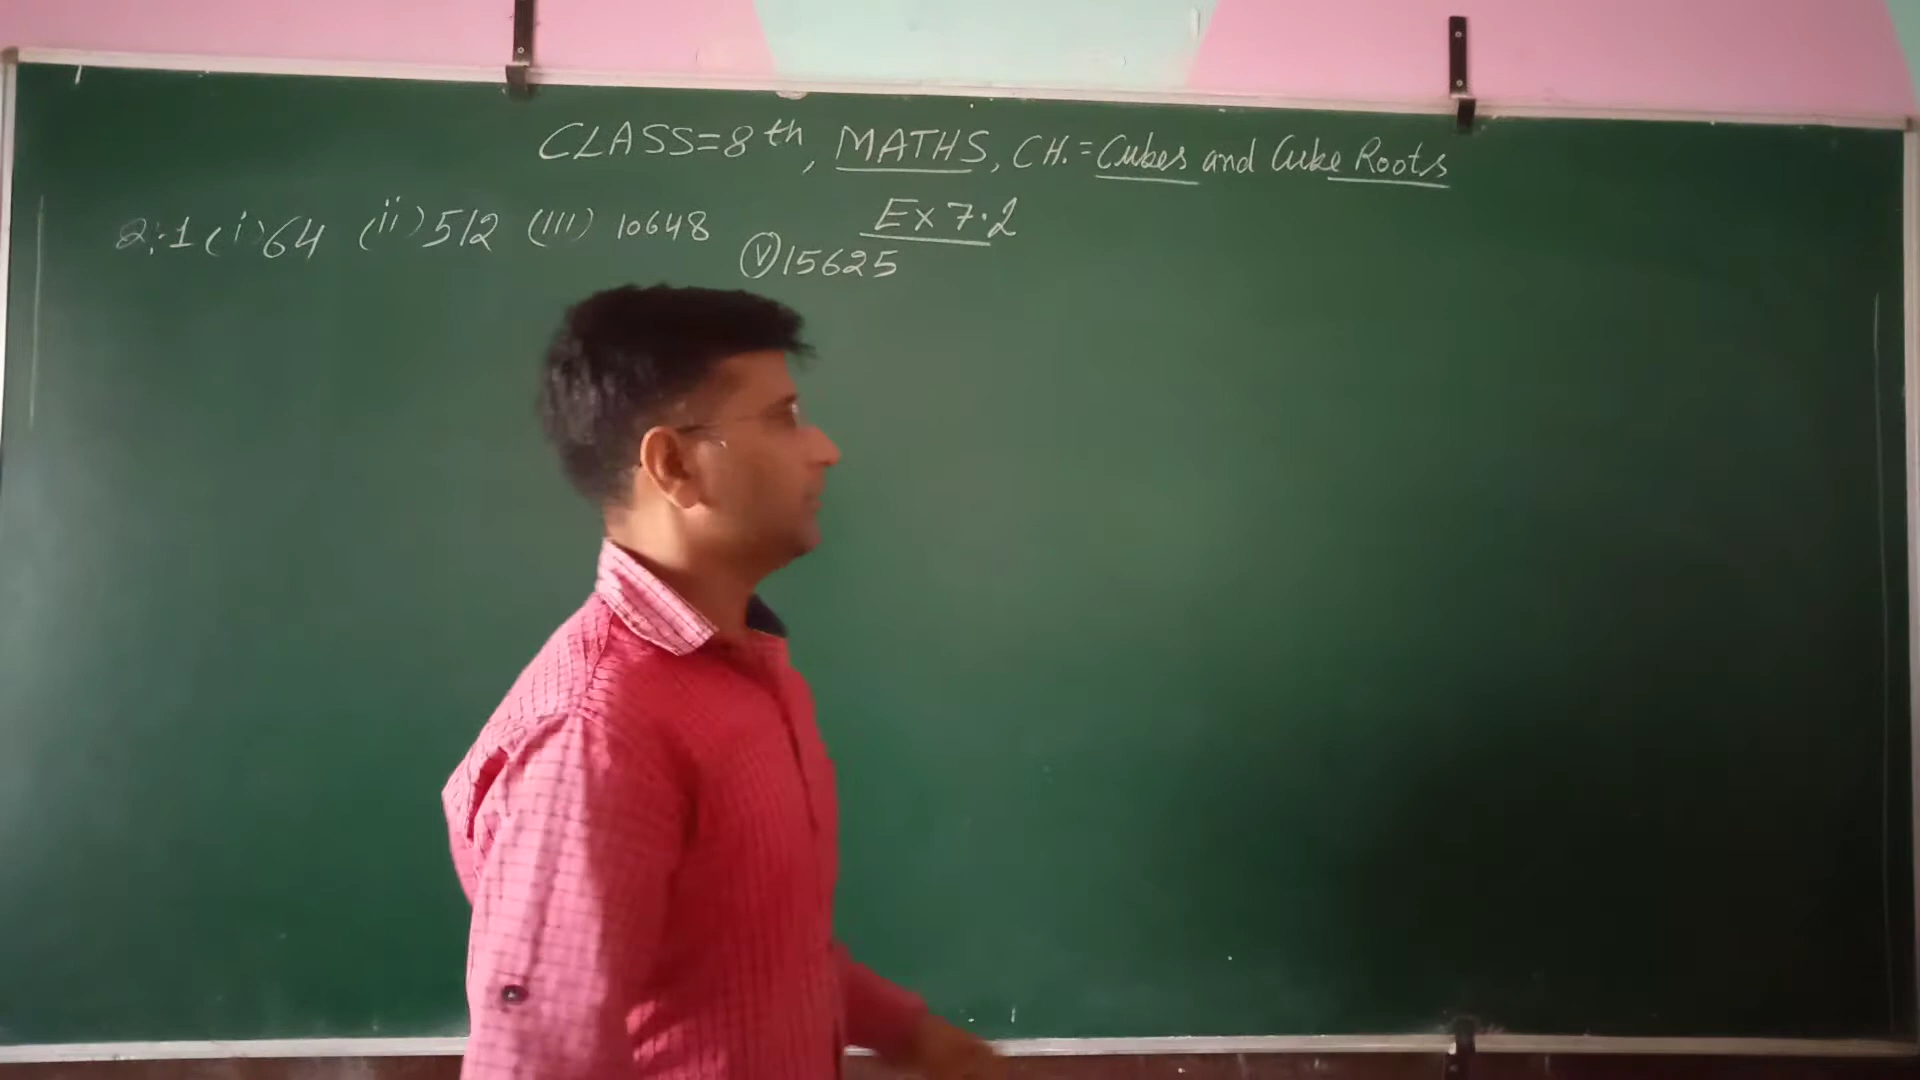 CLASS=8th, MATHS, CH.=Cubes and Cube Roots
Q:-1 (i) 64 (ii) 512 (III) 10648 Ex 7.2
(V) 15625